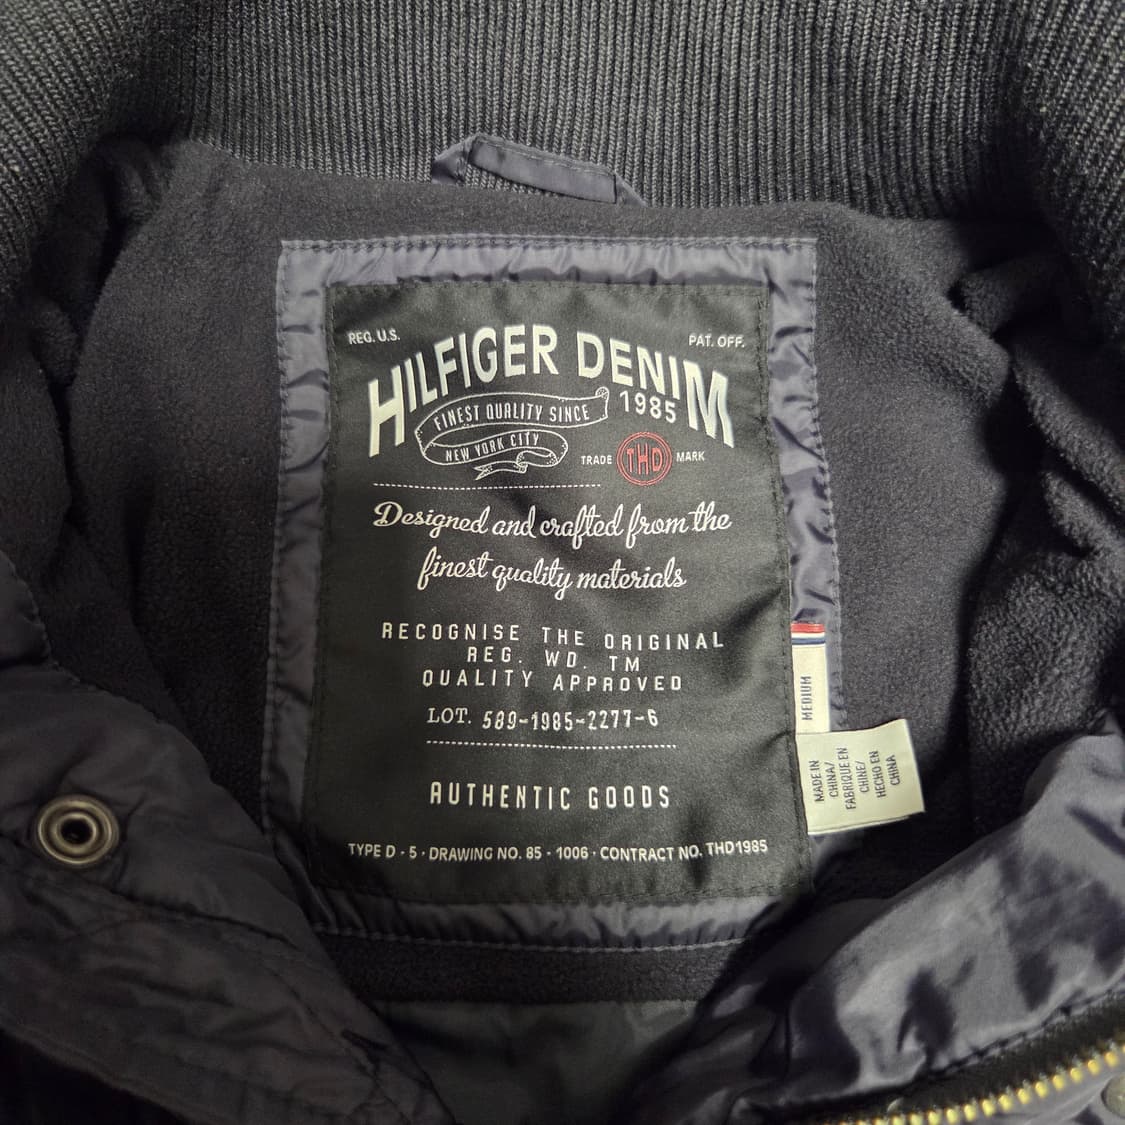 REG. U.S.
PAT. OFF.
HILFIGER DENIM
FINEST QUALITY SINCE 1985
NEW YORK CITY
TRADE THD MARK
Designed and crafted from the
finest quality materials
RECOGNISE THE ORIGINAL
REG. WD. TM
QUALITY APPROVED
LOT. 589-1985-2277-6
AUTHENTIC GOODS
TYPE D - 5 · DRAWING NO. 85 - 1006 · CONTRACT NO. THD1985
MEDIUM
MADE IN
CHINA/
FABRIQUE EN
CHINE/
HECHO EN
CHINA